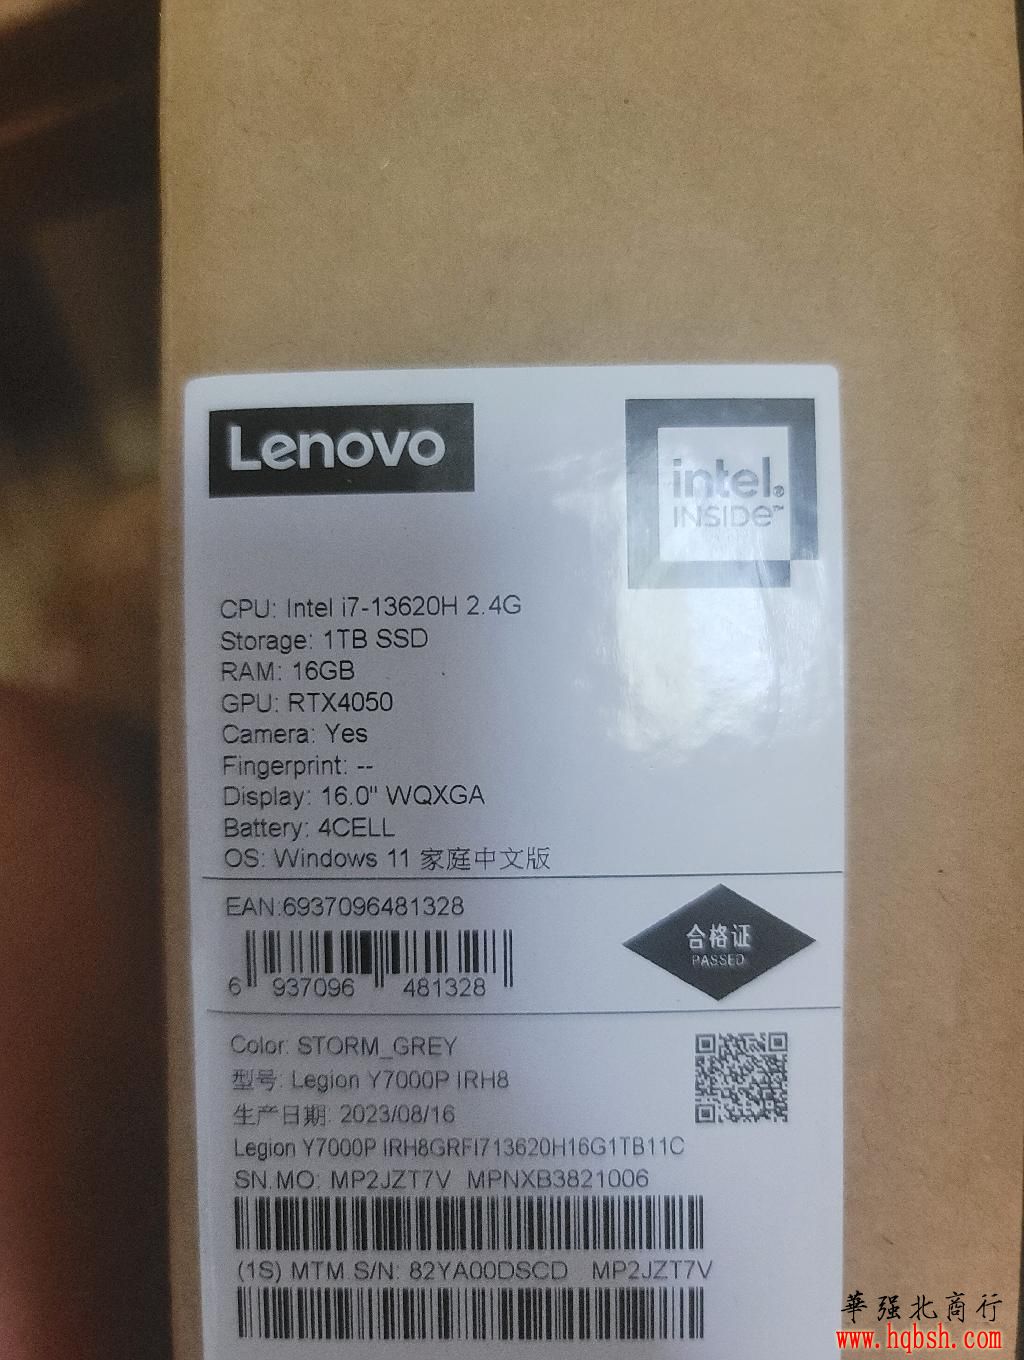 Lenovo
intel®
INSIDE™
CPU: Intel i7-13620H 2.4G
Storage: 1TB SSD
RAM: 16GB
GPU: RTX4050
Camera: Yes
Fingerprint: --
Display: 16.0" WQXGA
Battery: 4CELL
OS: Windows 11 家庭中文版
EAN:6937096481328
6 937096 481328
合格证
PASSED
Color: STORM_GREY
型号: Legion Y7000P IRH8
生产日期: 2023/08/16
Legion Y7000P IRH8GRFI713620H16G1TB11C
SN.MO: MP2JZT7V MPNXB3821006
(1S) MTM S/N: 82YA00DSCD MP2JZT7V
華强北商行
www.hqbsh.com